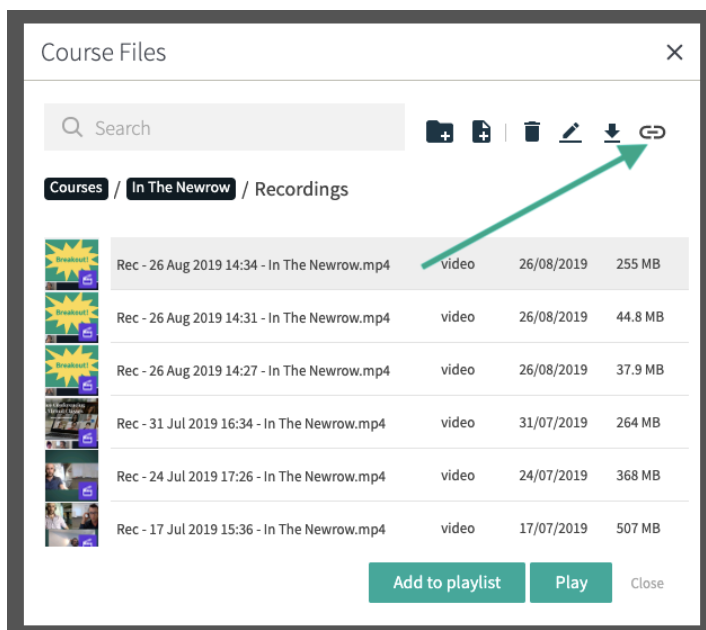 Course Files
Search
Courses / In The Newrow / Recordings
Breakout!
Rec - 26 Aug 2019 14:34 - In The Newrow.mp4 video 26/08/2019 255 MB
Breakout!
Rec - 26 Aug 2019 14:31 - In The Newrow.mp4 video 26/08/2019 44.8 MB
Breakout!
Rec - 26 Aug 2019 14:27 - In The Newrow.mp4 video 26/08/2019 37.9 MB
Rec - 31 Jul 2019 16:34 - In The Newrow.mp4 video 31/07/2019 264 MB
Rec - 24 Jul 2019 17:26 - In The Newrow.mp4 video 24/07/2019 368 MB
Rec - 17 Jul 2019 15:36 - In The Newrow.mp4 video 17/07/2019 507 MB
Add to playlist Play Close